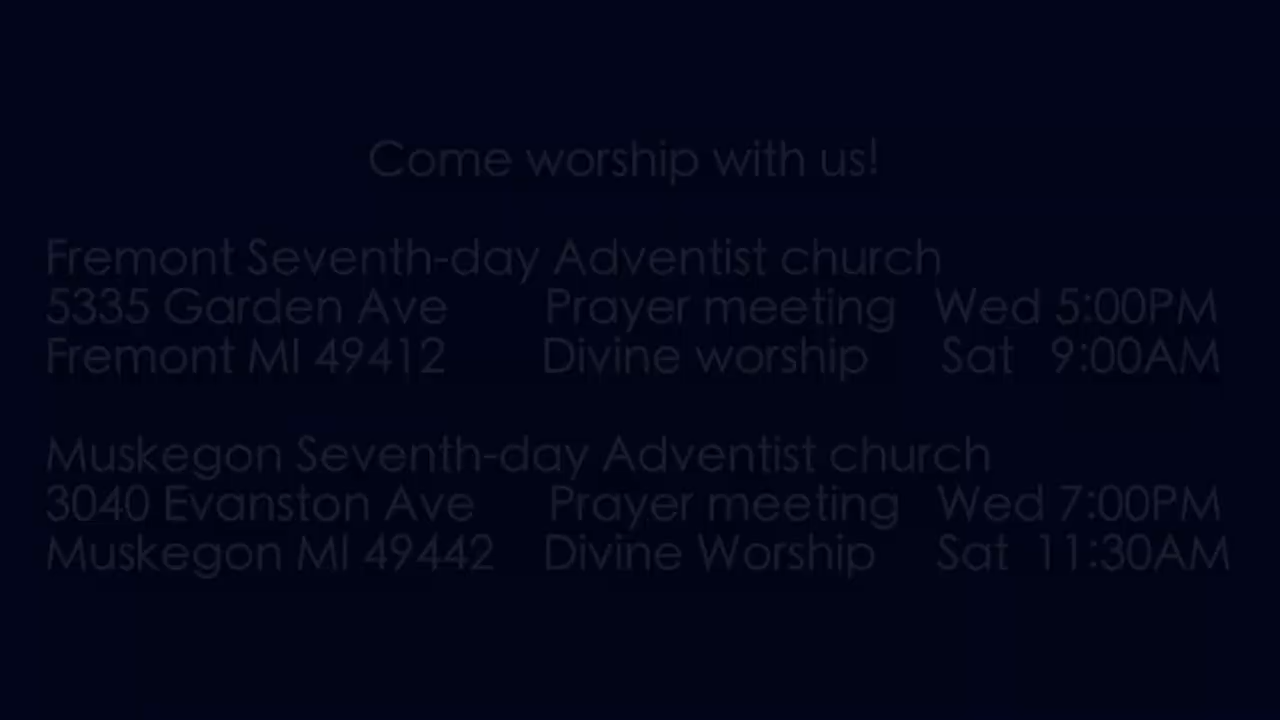 Come worship with us!
Fremont Seventh-day Adventist church
5335 Garden Ave Prayer meeting Wed 5:00PM
Fremont MI 49412 Divine worship Sat 9:00AM
Muskegon Seventh-day Adventist church
3040 Evanston Ave Prayer meeting Wed 7:00PM
Muskegon MI 49442 Divine Worship Sat 11:30AM